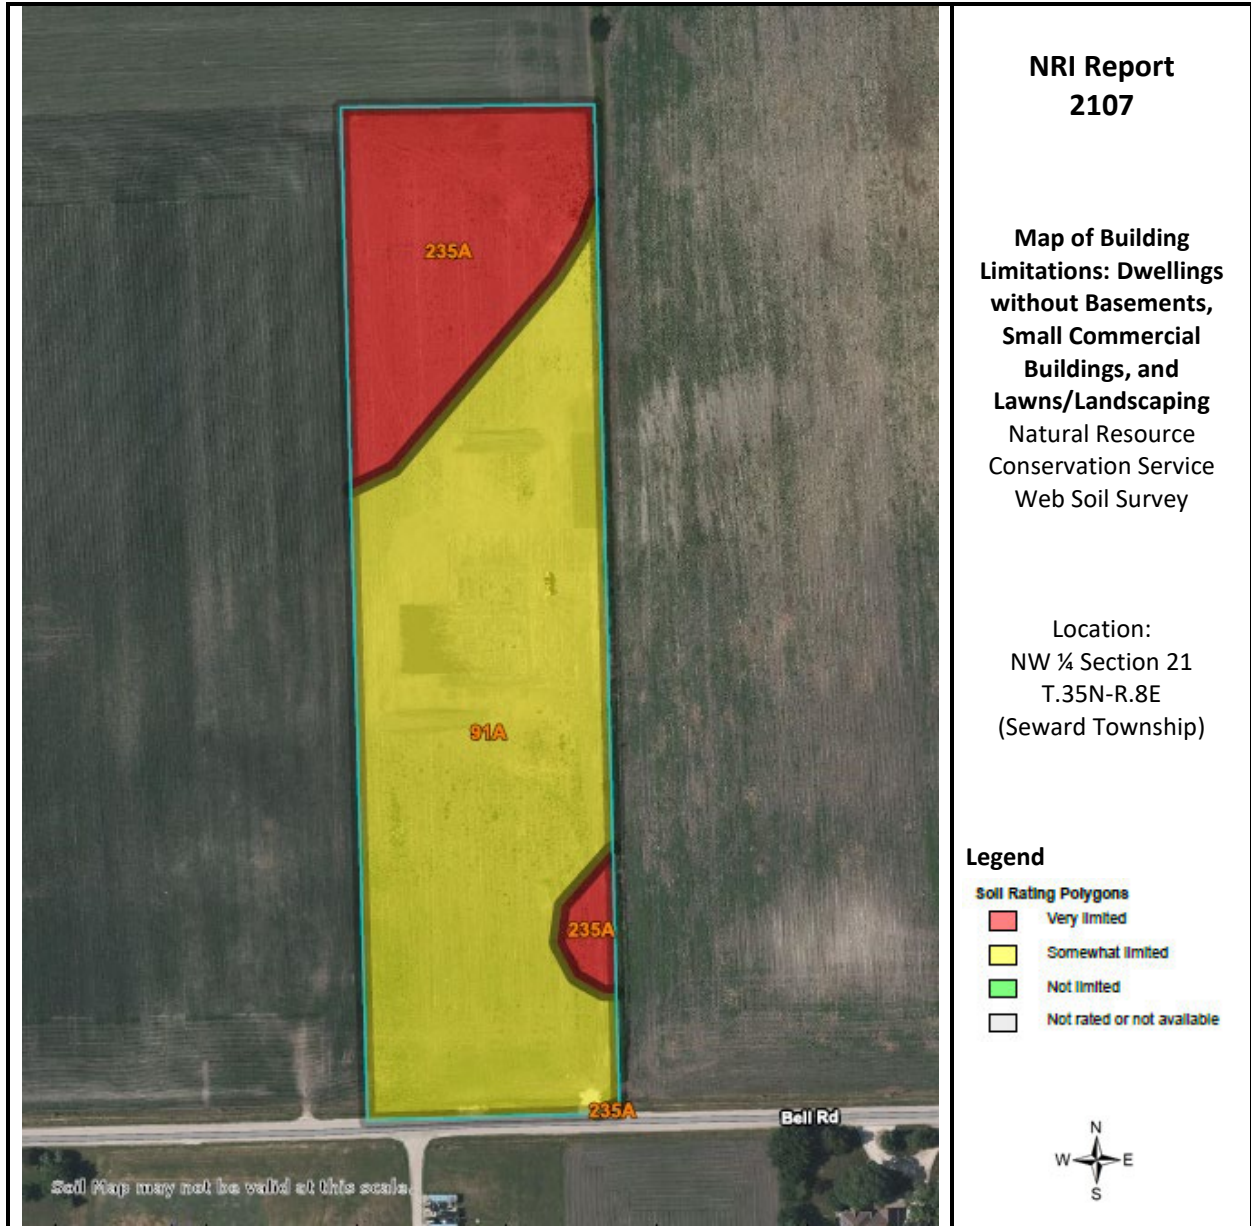 235A
91A
235A
235A
Bell Rd
Soil Map may not be valid at this scale.
NRI Report
2107
Map of Building
Limitations: Dwellings
without Basements,
Small Commercial
Buildings, and
Lawns/Landscaping
Natural Resource
Conservation Service
Web Soil Survey
Location:
NW ¼ Section 21
T.35N-R.8E
(Seward Township)
Legend
Soil Rating Polygons
Very limited
Somewhat limited
Not limited
Not rated or not available
N
W E
S